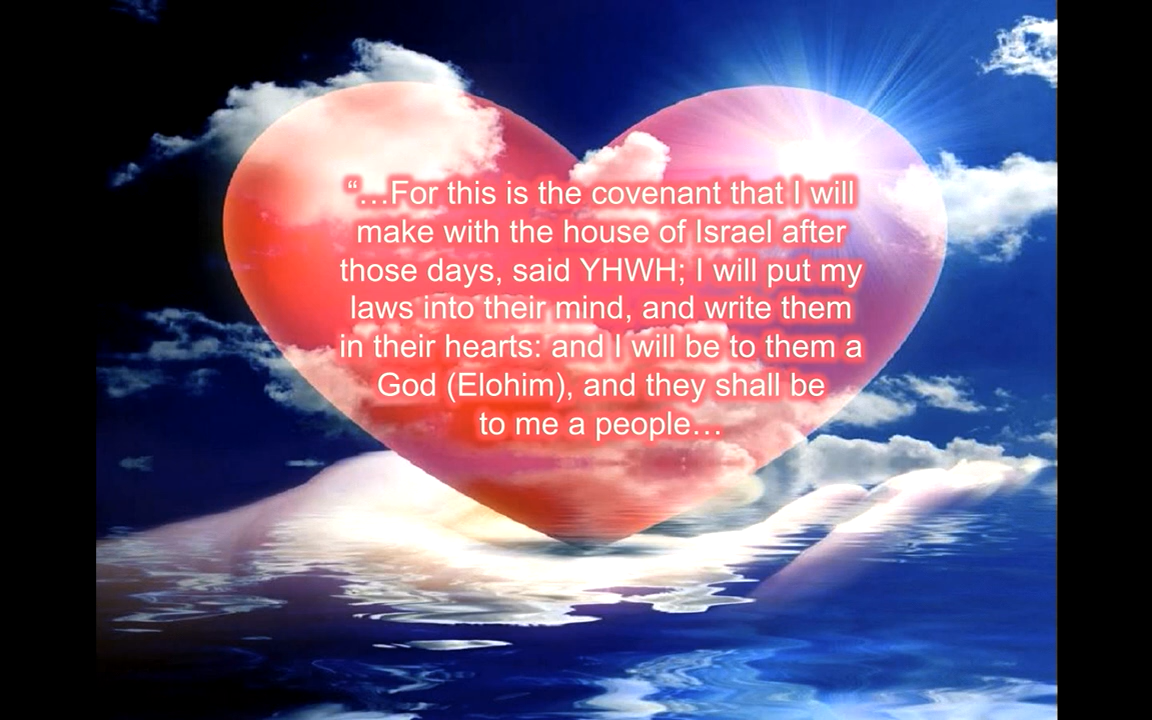 “…For this is the covenant that I will
make with the house of Israel after
those days, said YHWH; I will put my
laws into their mind, and write them
in their hearts: and I will be to them a
God (Elohim), and they shall be
to me a people…